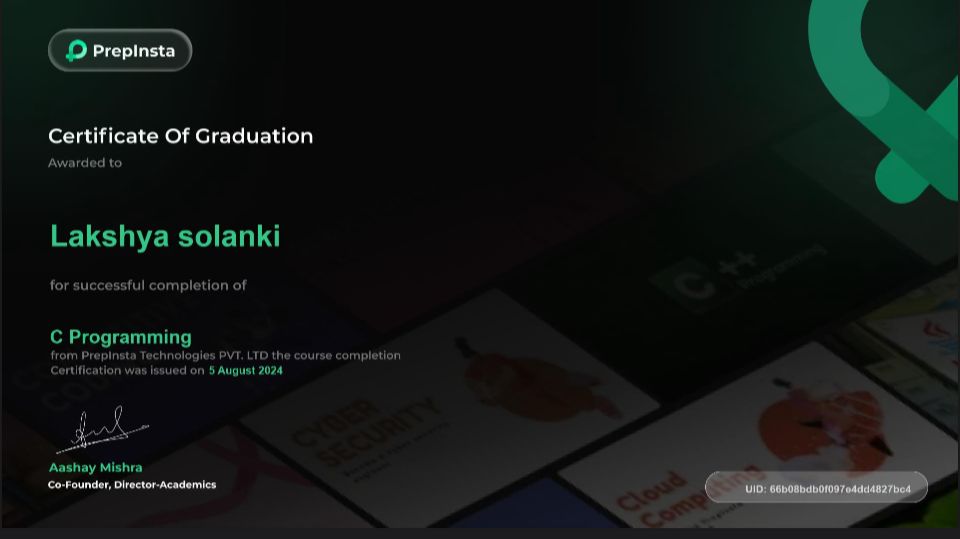 PrepInsta
Certificate Of Graduation
Awarded to
Lakshya solanki
for successful completion of
C Programming
from PrepInsta Technologies PVT. LTD the course completion
Certification was issued on 5 August 2024
Aashay Mishra
Co-Founder, Director-Academics
C++
Programming
CYBER
SECURITY
Cloud
Computing
UID: 66b08bdb0f097e4dd4827bc4